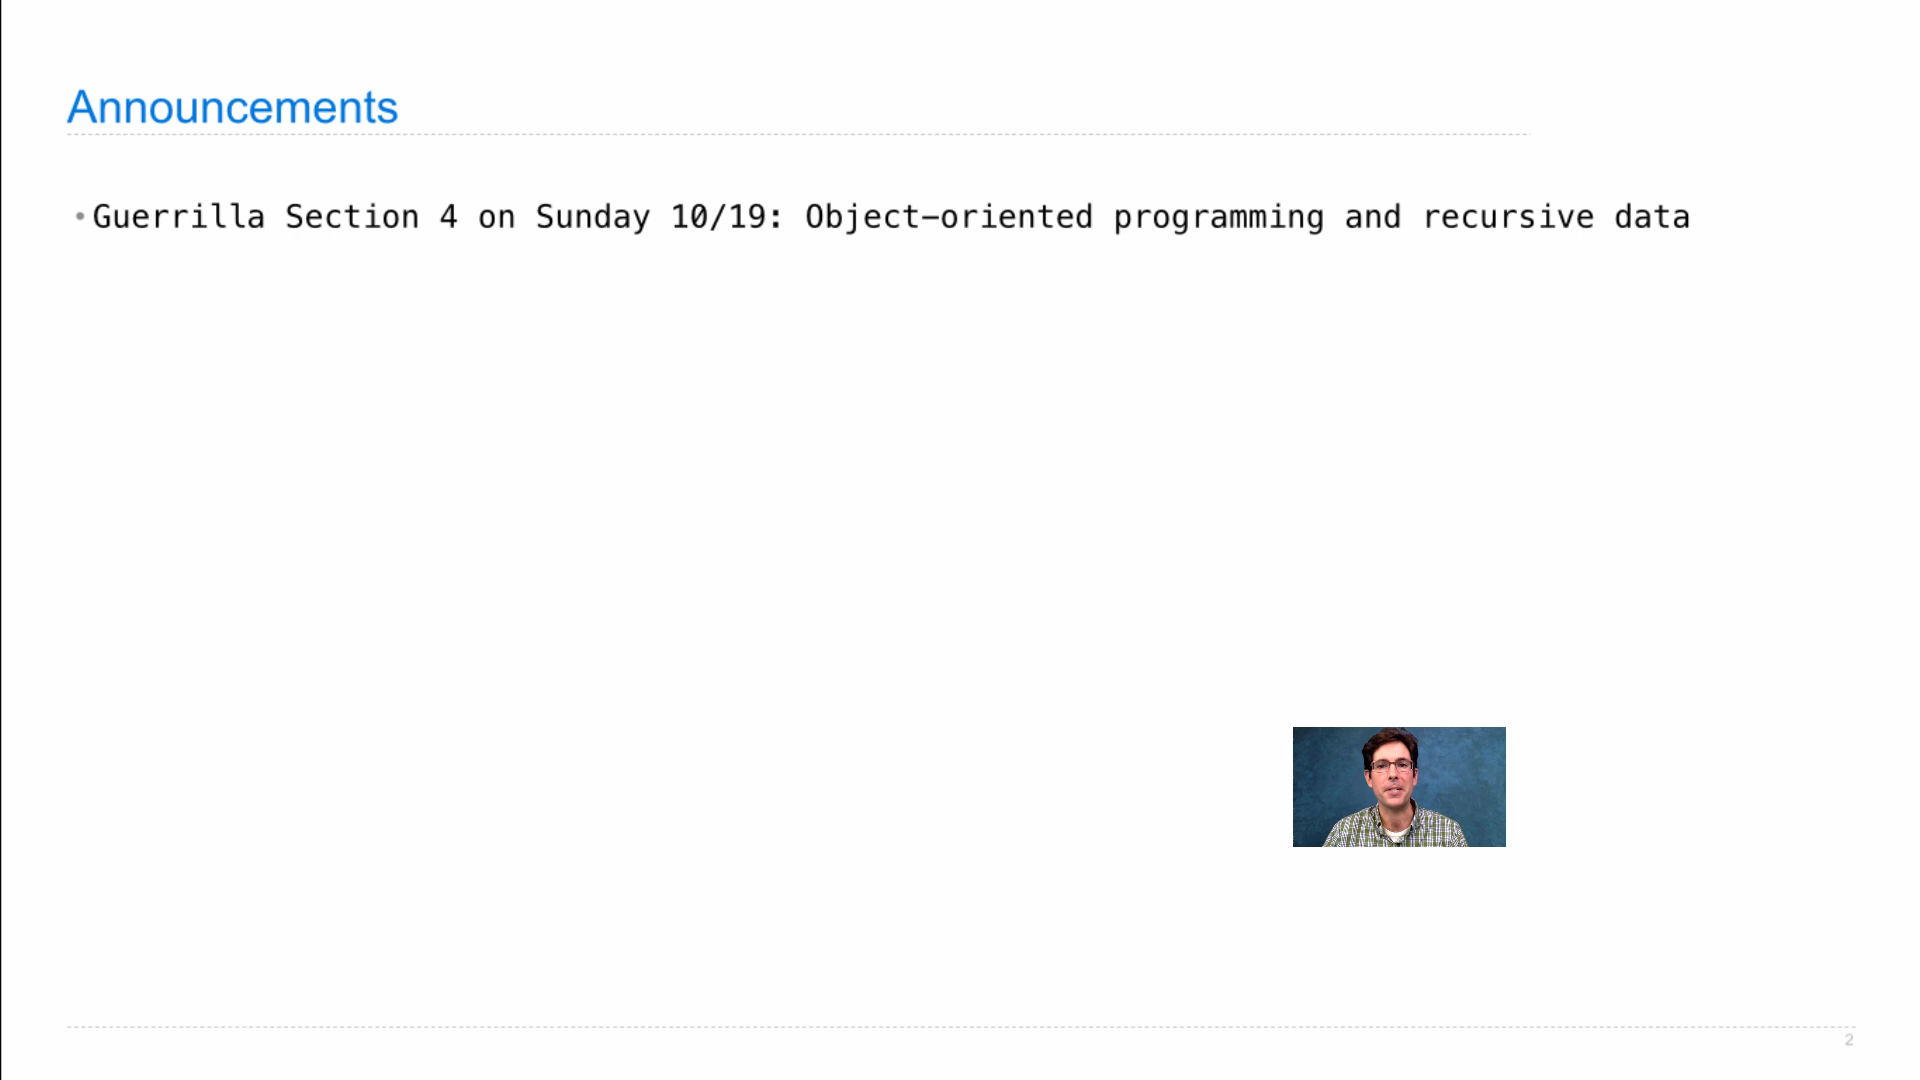 Announcements
•Guerrilla Section 4 on Sunday 10/19: Object-oriented programming and recursive data
2